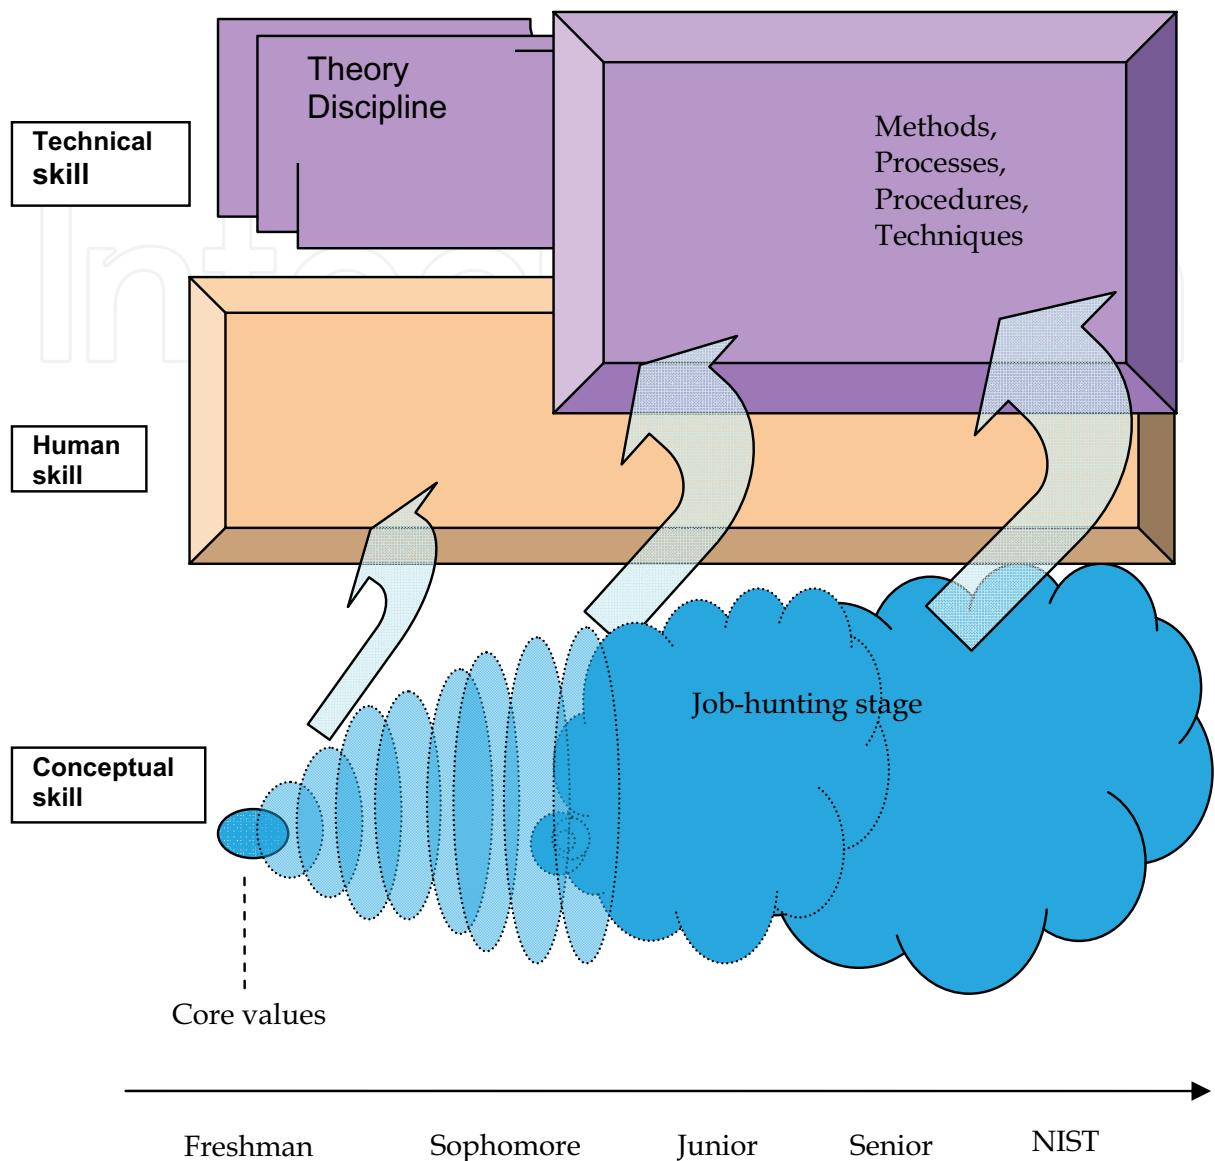 Theory
Discipline
Methods,
Processes,
Procedures,
Techniques
Technical
skill
Human
skill
Job-hunting stage
Conceptual
skill
Core values
Freshman Sophomore Junior Senior NIST